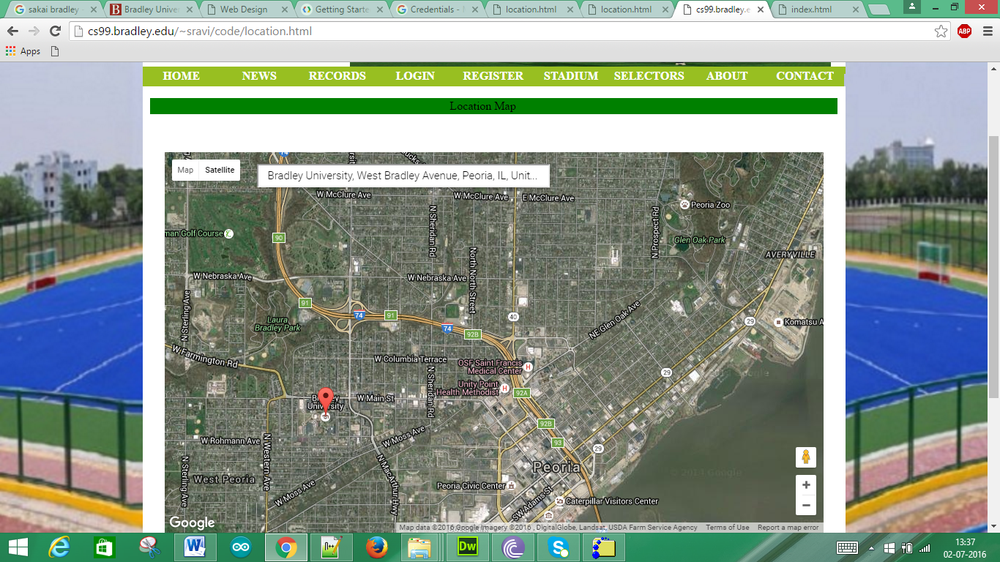 sakai bradley -
Bradley Univer
Web Design
Getting Starte
Credentials -
location.html
location.html
cs99.bradley.e
index.html
cs99.bradley.edu/~sravi/code/location.html
ABP
Apps
HOME NEWS RECORDS LOGIN REGISTER STADIUM SELECTORS ABOUT CONTACT
Location Map
Map Satellite
Bradley University, West Bradley Avenue, Peoria, IL, Unit...
74
W McClure Ave
W McClure Ave
E McClure Ave
Peoria Zoo
N Sheridan Rd
N Prospect Rd
man Golf Course
90
Glen Oak Park
AVERYVILLE
North North Street
W Nebraska Ave
W Nebraska Ave
91
N Sterling Ave
Laura
Bradley Park
74
91
74
40
92B
NE Glen Oak Ave
29
Komatsu A
W Farmington Rd
W Columbia Terrace
OSF Saint Francis
Medical Center
H
N Sheridan Rd
29
Unity Point
Health Methodist
H
92A
Bradley
University
W Main St
92B
93
29
W Rohmann Ave
W Moss Ave
N Western Ave
N Sterling Ave
N MacArthur Hwy
Peoria
West Peoria
W Moss Ave
Peoria Civic Center
SW Adams St
Caterpillar Visitors Center
© 2014 Google
Google
Map data ©2016 Google Imagery ©2016 , DigitalGlobe, Landsat, USDA Farm Service Agency
Terms of Use
Report a map error
Dw
13:37
02-07-2016